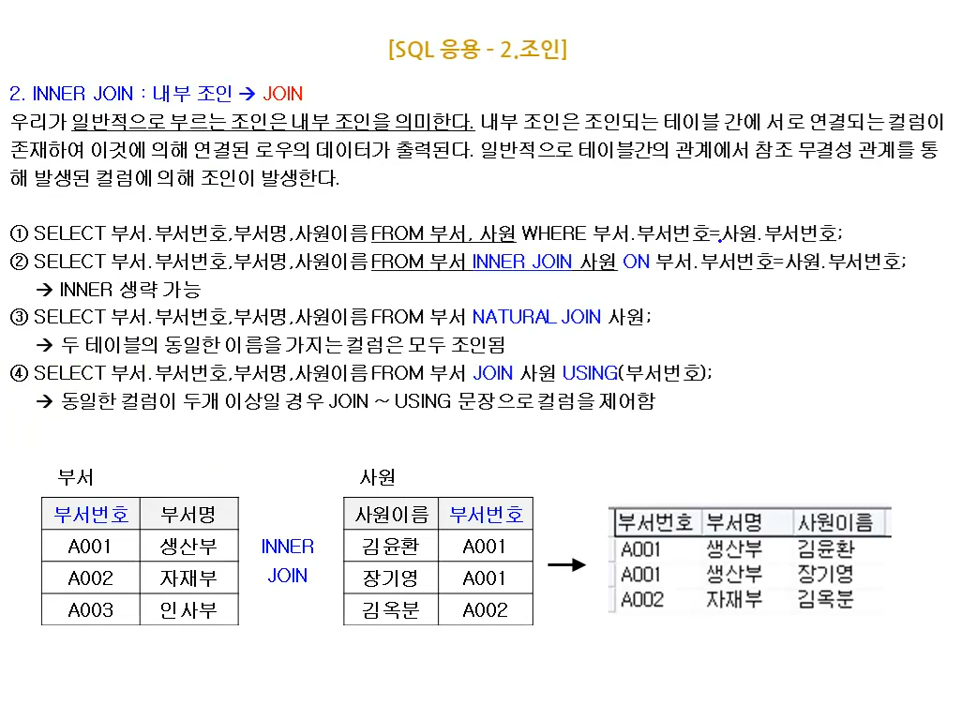 [SQL 응용 - 2.조인]
2. INNER JOIN : 내부 조인 → JOIN
우리가 일반적으로 부르는 조인은 내부 조인을 의미한다. 내부 조인은 조인되는 테이블 간에 서로 연결되는 컬럼이
존재하여 이것에 의해 연결된 로우의 데이터가 출력된다. 일반적으로 테이블간의 관계에서 참조 무결성 관계를 통
해 발생된 컬럼에 의해 조인이 발생한다.
① SELECT 부서.부서번호,부서명,사원이름 FROM 부서, 사원 WHERE 부서.부서번호=사원.부서번호;
② SELECT 부서.부서번호,부서명,사원이름 FROM 부서 INNER JOIN 사원 ON 부서.부서번호=사원.부서번호;
→ INNER 생략 가능
③ SELECT 부서.부서번호,부서명,사원이름 FROM 부서 NATURAL JOIN 사원;
→ 두 테이블의 동일한 이름을 가지는 컬럼은 모두 조인됨
④ SELECT 부서.부서번호,부서명,사원이름 FROM 부서 JOIN 사원 USING(부서번호);
→ 동일한 컬럼이 두개 이상일 경우 JOIN ~ USING 문장으로 컬럼을 제어함
부서
부서번호 부서명
A001 생산부
A002 자재부
A003 인사부
INNER
JOIN
사원
사원이름 부서번호
김윤환 A001
장기영 A001
김옥분 A002
→
부서번호 부서명 사원이름
A001 생산부 김윤환
A001 생산부 장기영
A002 자재부 김옥분